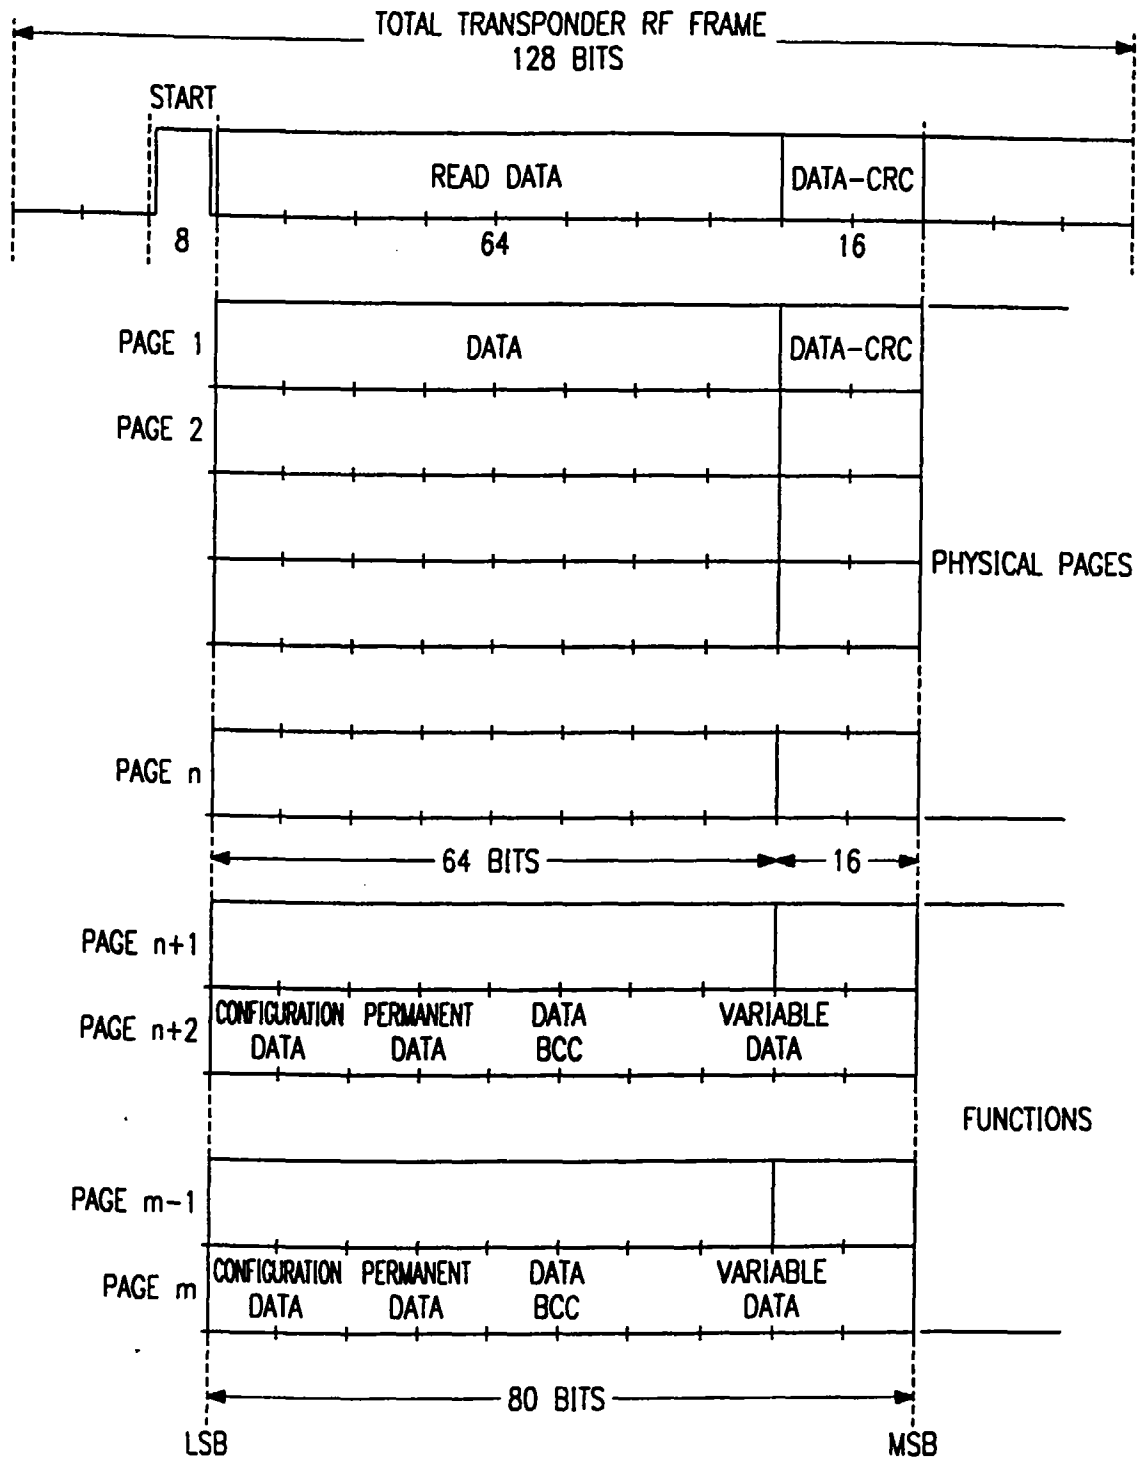 TOTAL TRANSPONDER RF FRAME
128 BITS
START
READ DATA
DATA-CRC
8
64
16
PAGE 1
DATA
DATA-CRC
PAGE 2
PHYSICAL PAGES
PAGE n
64 BITS
16
PAGE n+1
PAGE n+2
CONFIGURATION DATA
PERMANENT DATA
DATA BCC
VARIABLE DATA
FUNCTIONS
PAGE m-1
PAGE m
CONFIGURATION DATA
PERMANENT DATA
DATA BCC
VARIABLE DATA
80 BITS
LSB
MSB